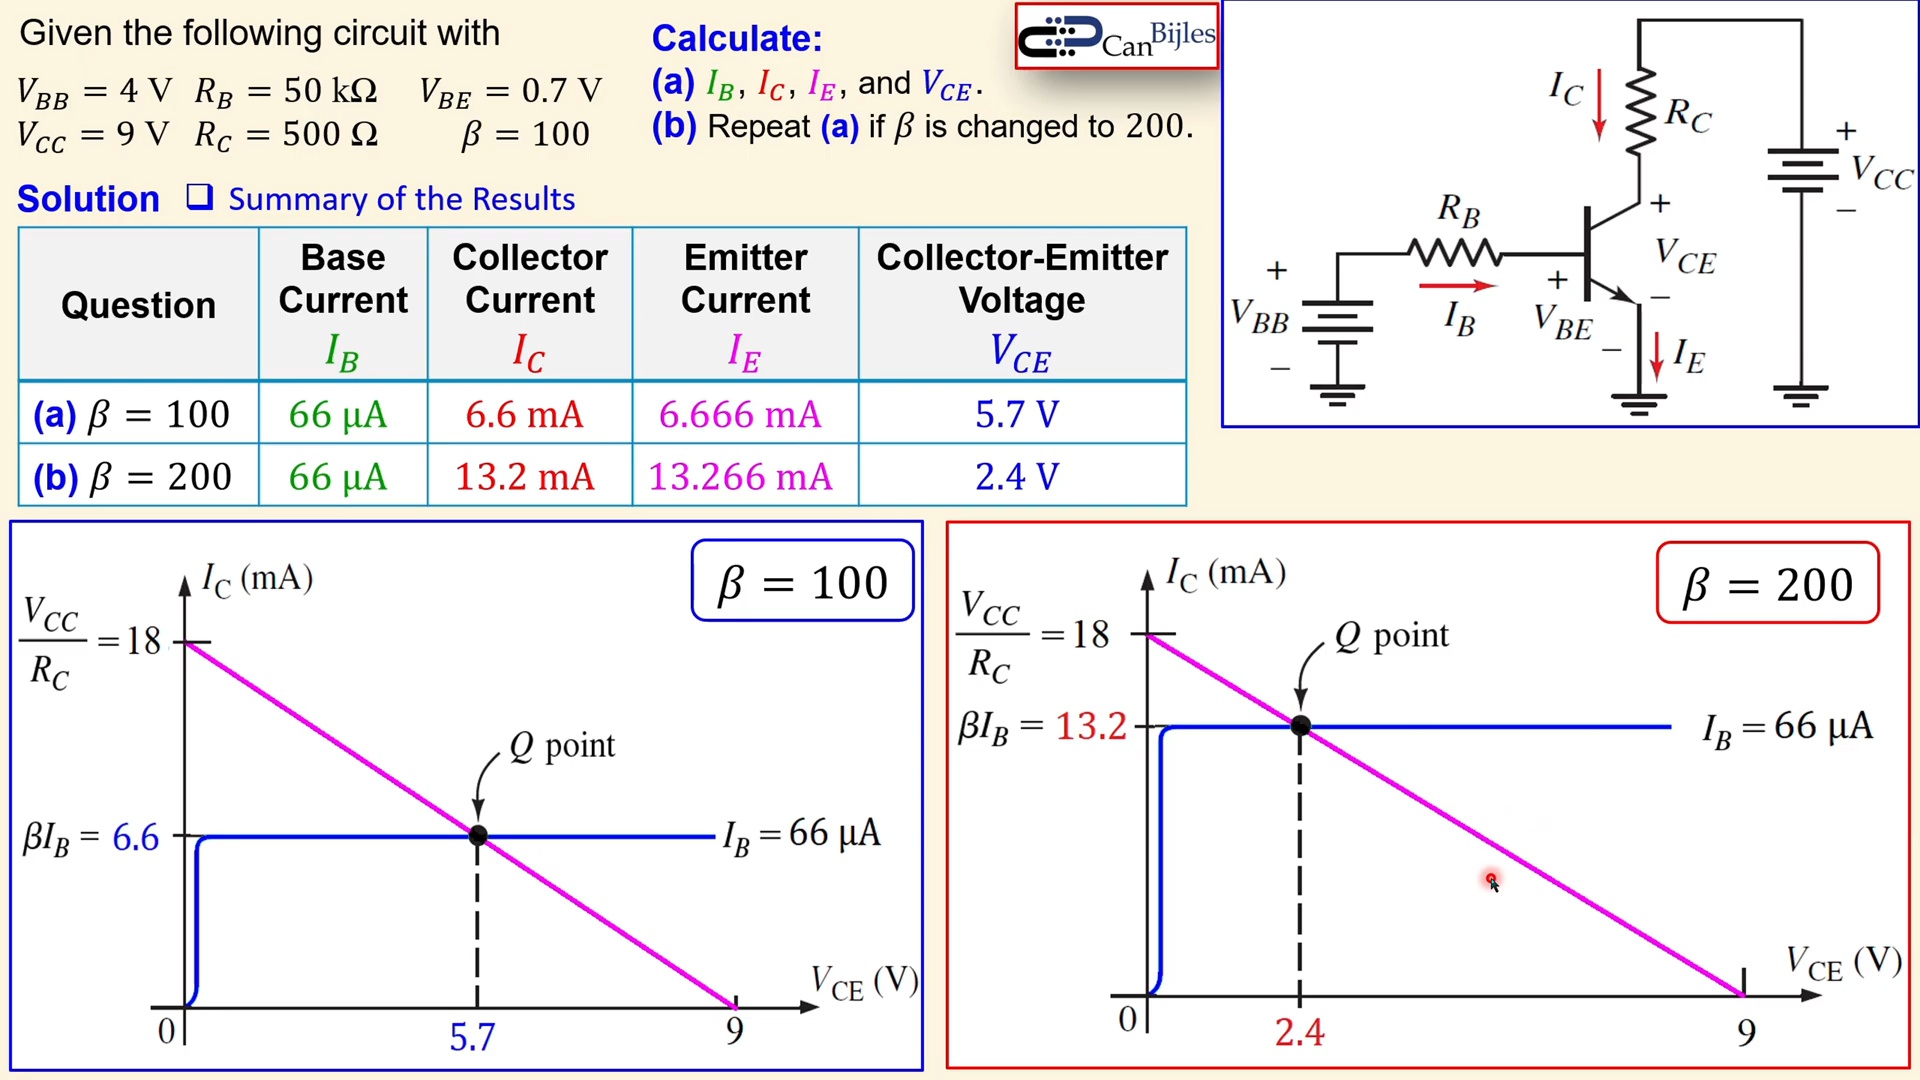 Given the following circuit with
V_BB = 4 V R_B = 50 kΩ V_BE = 0.7 V
V_CC = 9 V R_C = 500 Ω β = 100
Calculate:
(a) I_B, I_C, I_E, and V_CE.
(b) Repeat (a) if β is changed to 200.
Can Bijles
I_C
R_C
+
V_CC
−
R_B
+
V_CE
−
+
V_BB
−
I_B
+
V_BE
−
I_E
Solution ❑ Summary of the Results
Question Base Current I_B Collector Current I_C Emitter Current I_E Collector-Emitter Voltage V_CE
(a) β = 100 66 μA 6.6 mA 6.666 mA 5.7 V
(b) β = 200 66 μA 13.2 mA 13.266 mA 2.4 V
β = 100
I_C (mA)
V_CC / R_C = 18
Q point
βI_B = 6.6
I_B = 66 μA
V_CE (V)
0 5.7 9
β = 200
I_C (mA)
V_CC / R_C = 18
Q point
βI_B = 13.2
I_B = 66 μA
V_CE (V)
0 2.4 9